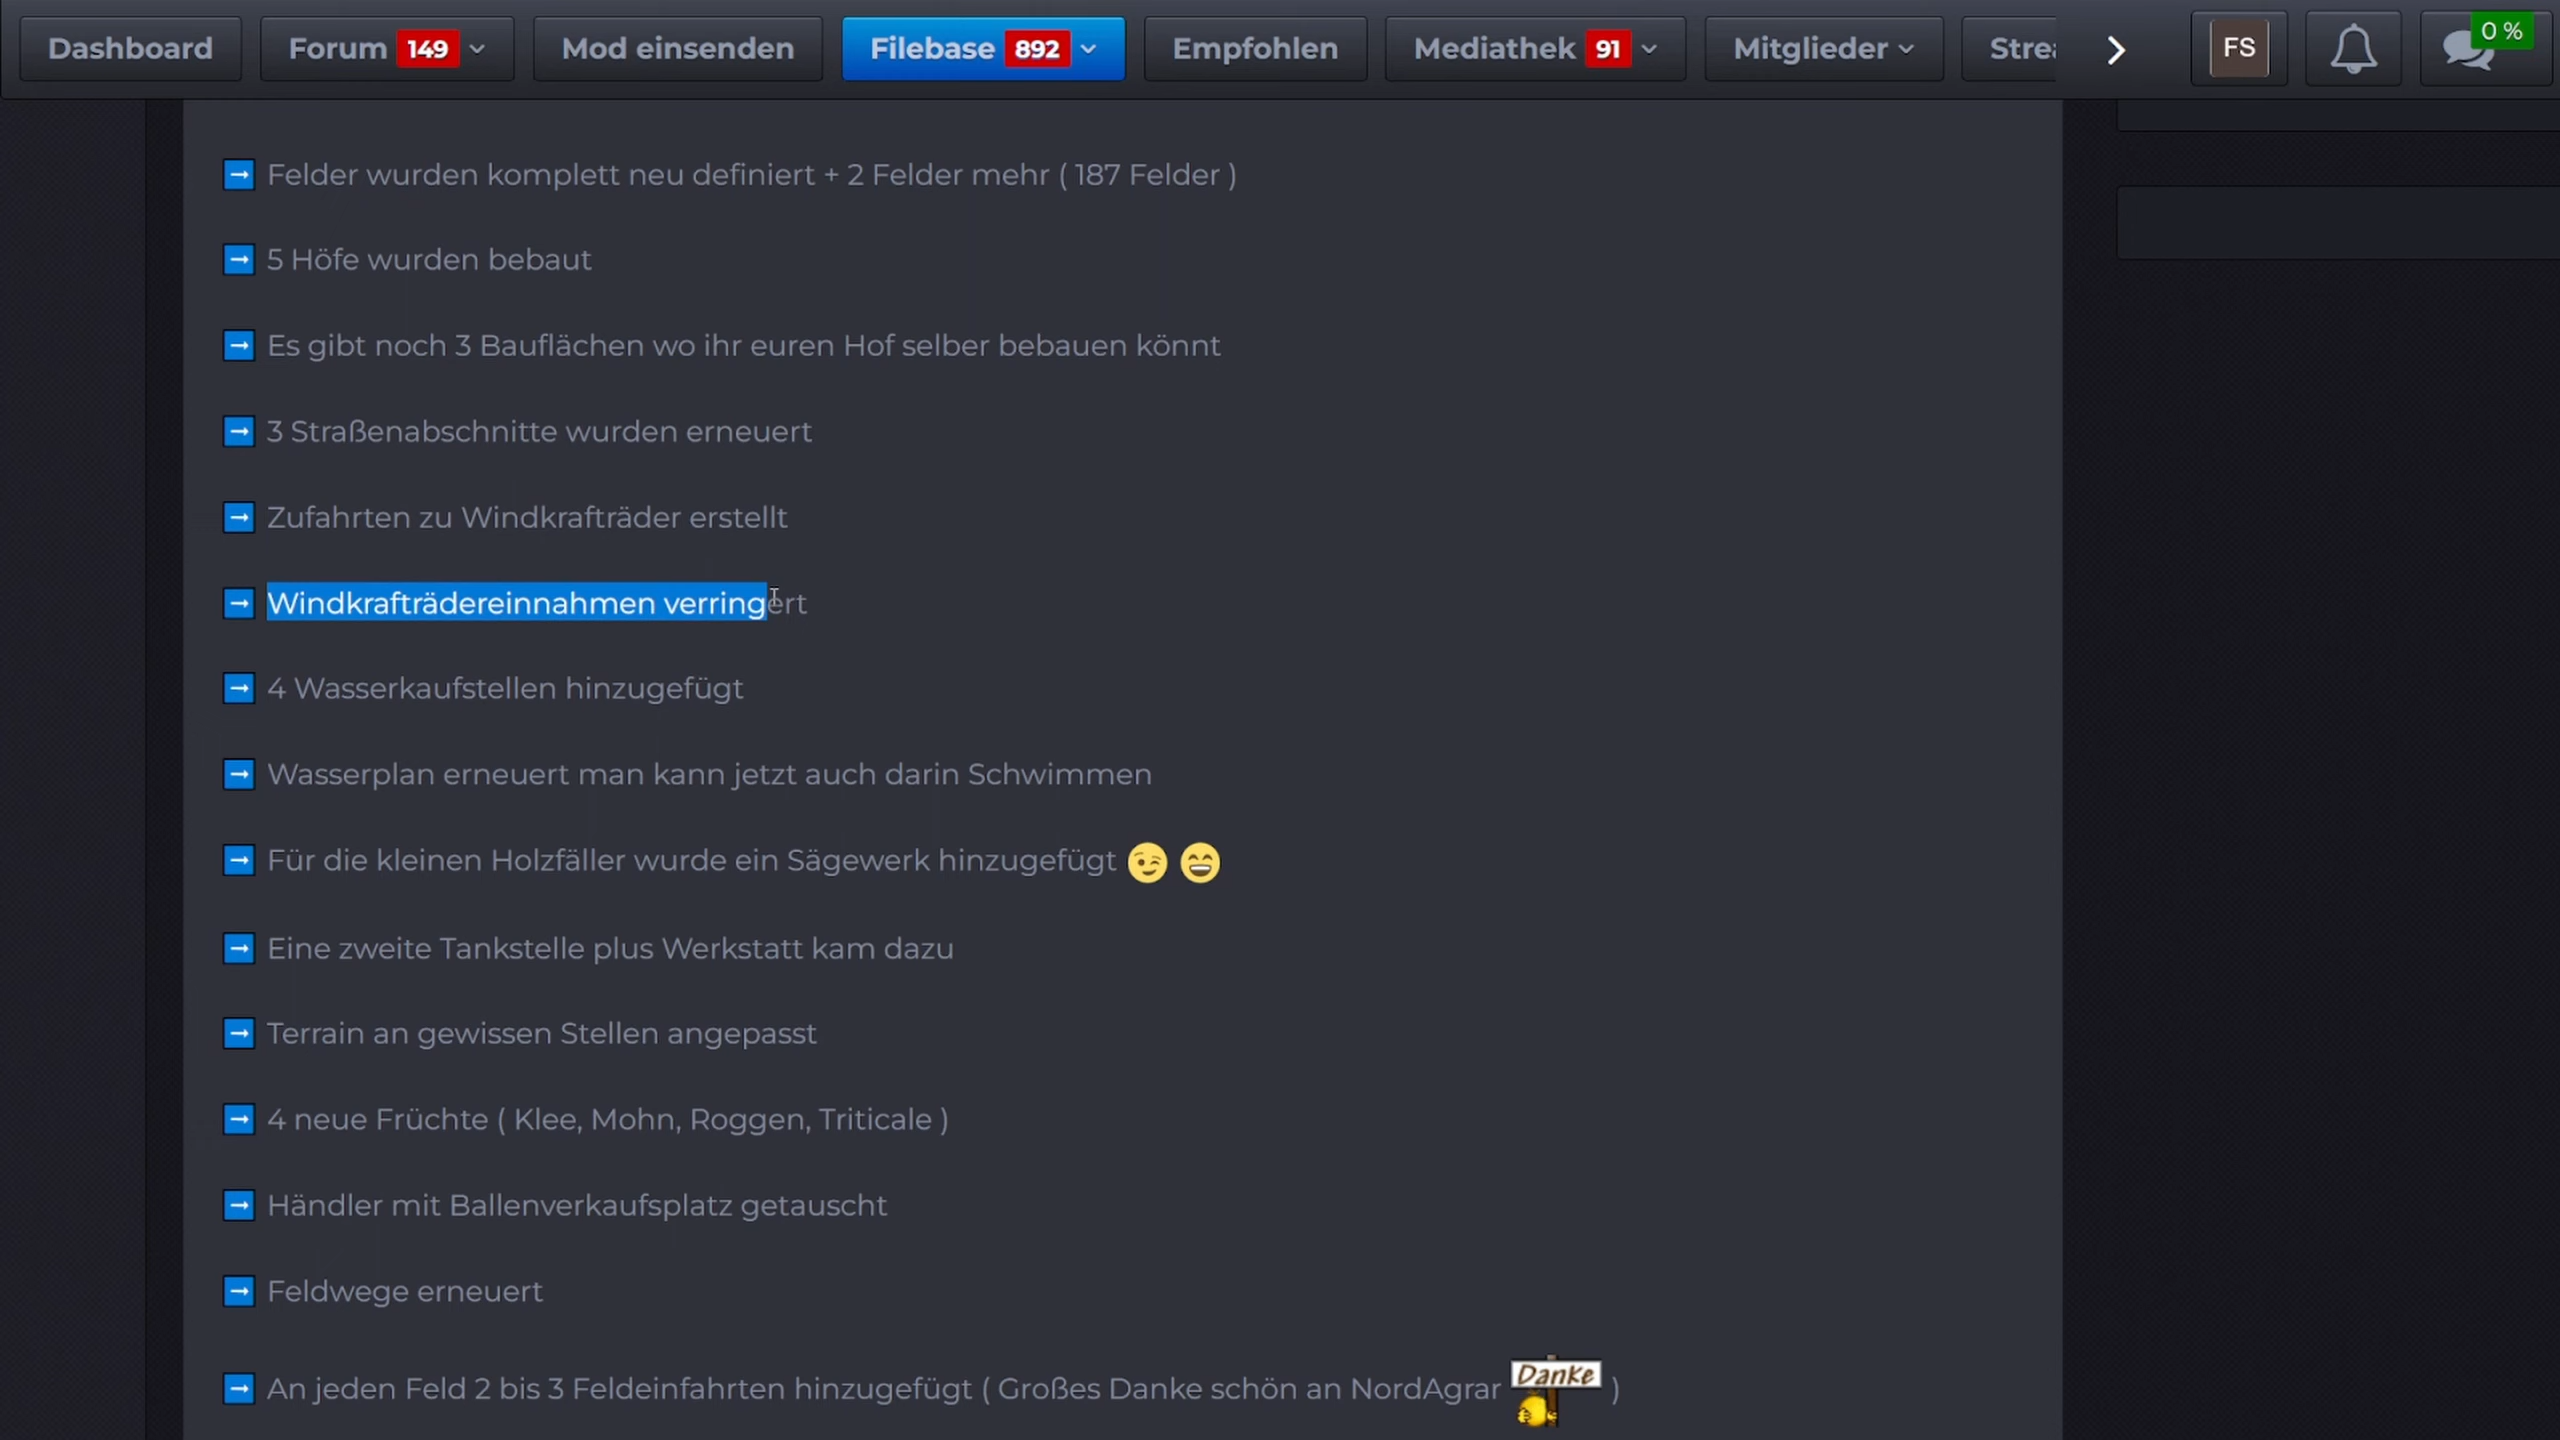 Dashboard Forum 149 Mod einsenden Filebase 892 Empfohlen Mediathek 91 Mitglieder Strea FS 0 %
Felder wurden komplett neu definiert + 2 Felder mehr ( 187 Felder )
5 Höfe wurden bebaut
Es gibt noch 3 Bauflächen wo ihr euren Hof selber bebauen könnt
3 Straßenabschnitte wurden erneuert
Zufahrten zu Windkrafträder erstellt
Windkrafträdereinnahmen verringert
4 Wasserkaufstellen hinzugefügt
Wasserplan erneuert man kann jetzt auch darin Schwimmen
Für die kleinen Holzfäller wurde ein Sägewerk hinzugefügt
Eine zweite Tankstelle plus Werkstatt kam dazu
Terrain an gewissen Stellen angepasst
4 neue Früchte ( Klee, Mohn, Roggen, Triticale )
Händler mit Ballenverkaufsplatz getauscht
Feldwege erneuert
An jeden Feld 2 bis 3 Feldeinfahrten hinzugefügt ( Großes Danke schön an NordAgrar Danke )